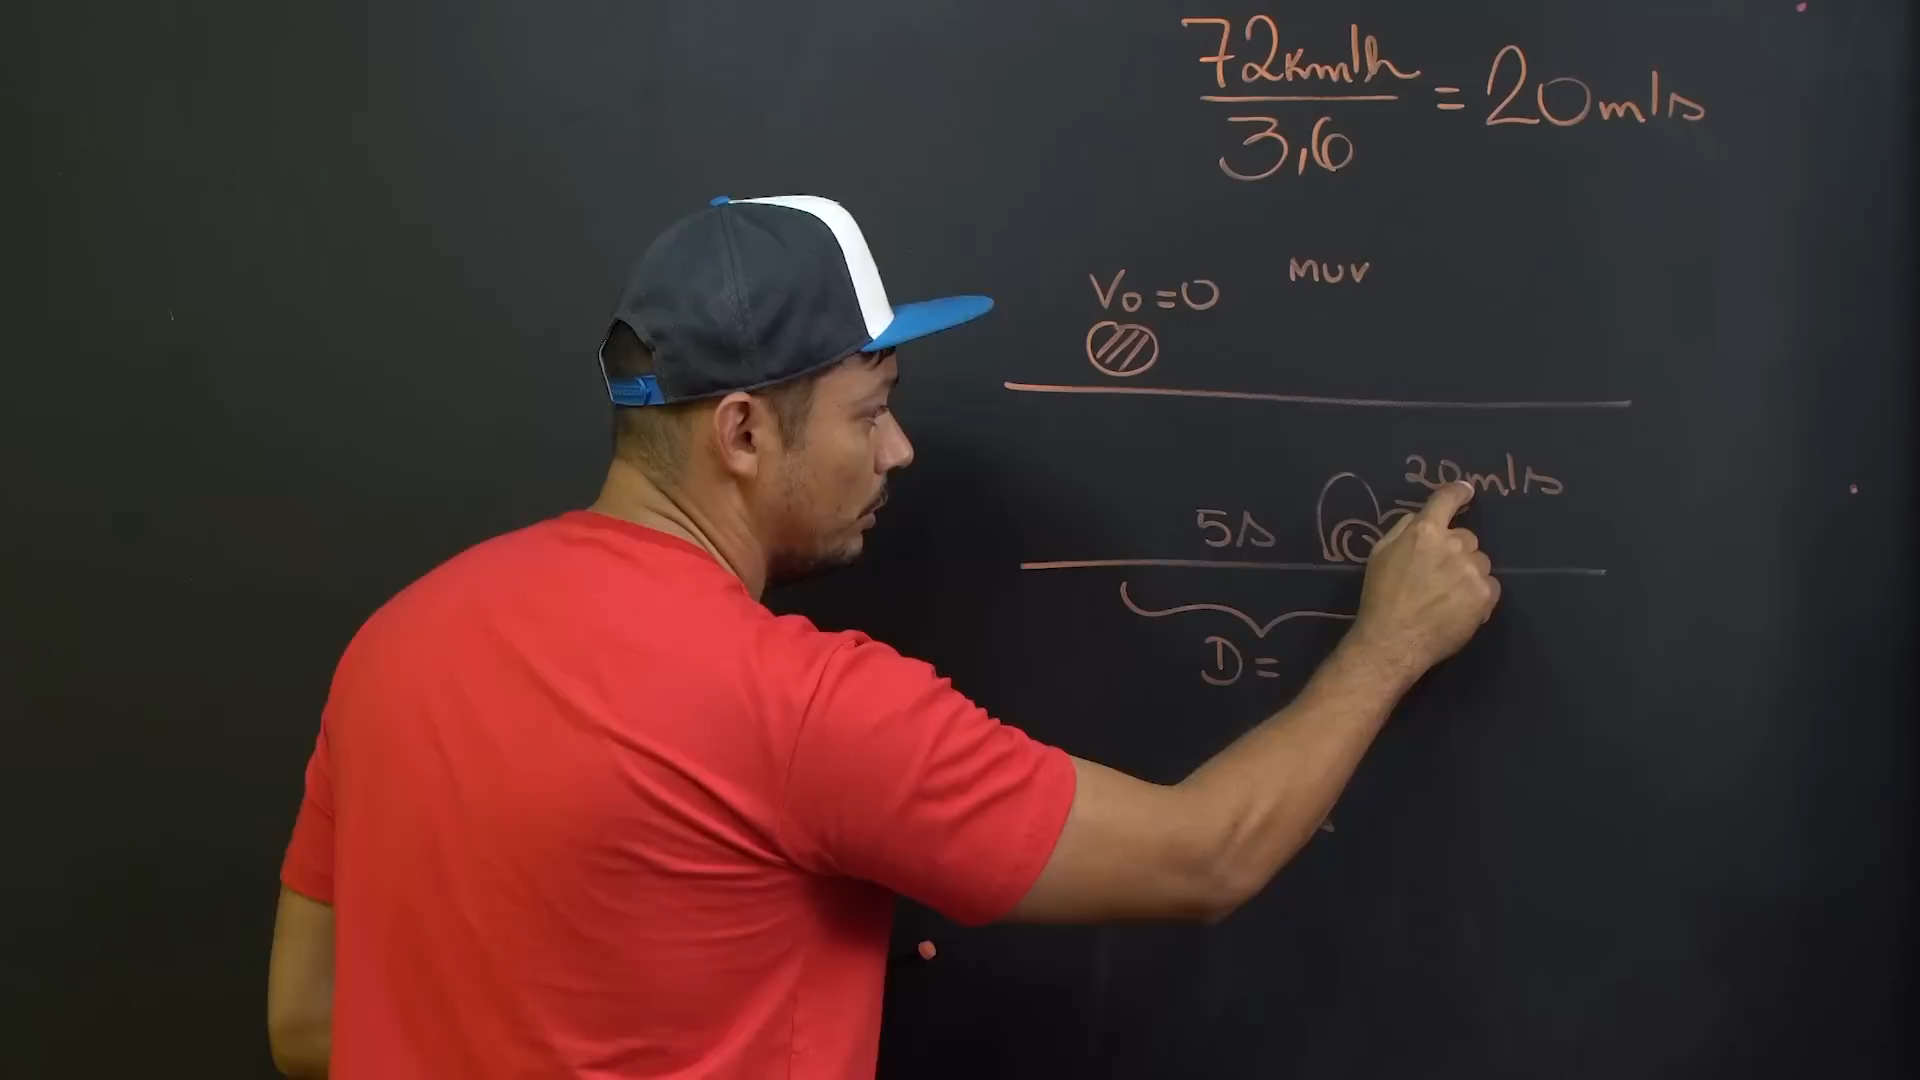 72km/h
3,6
= 20m/s
V0 = 0
MUV
20m/s
5s
D =